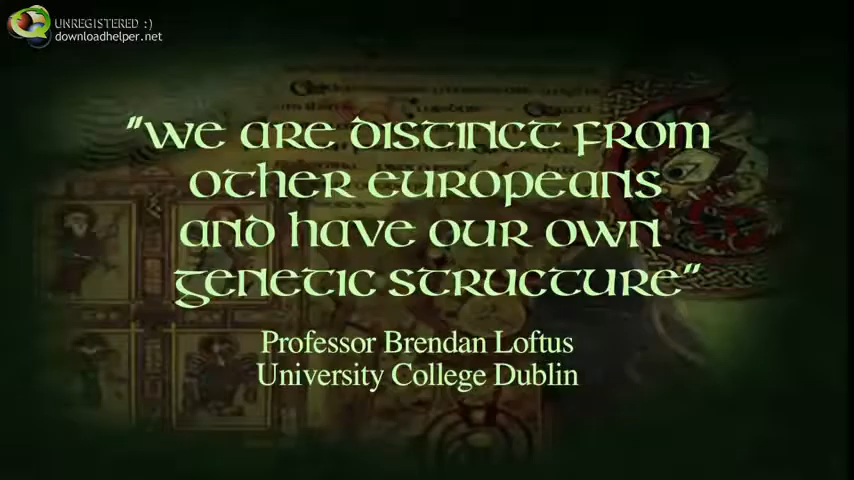 UNREGISTERED :)
downloadhelper.net
"WE ARE DISTINCT FROM
OTHER EUROPEANS
AND HAVE OUR OWN
GENETIC STRUCTURE"
Professor Brendan Loftus
University College Dublin